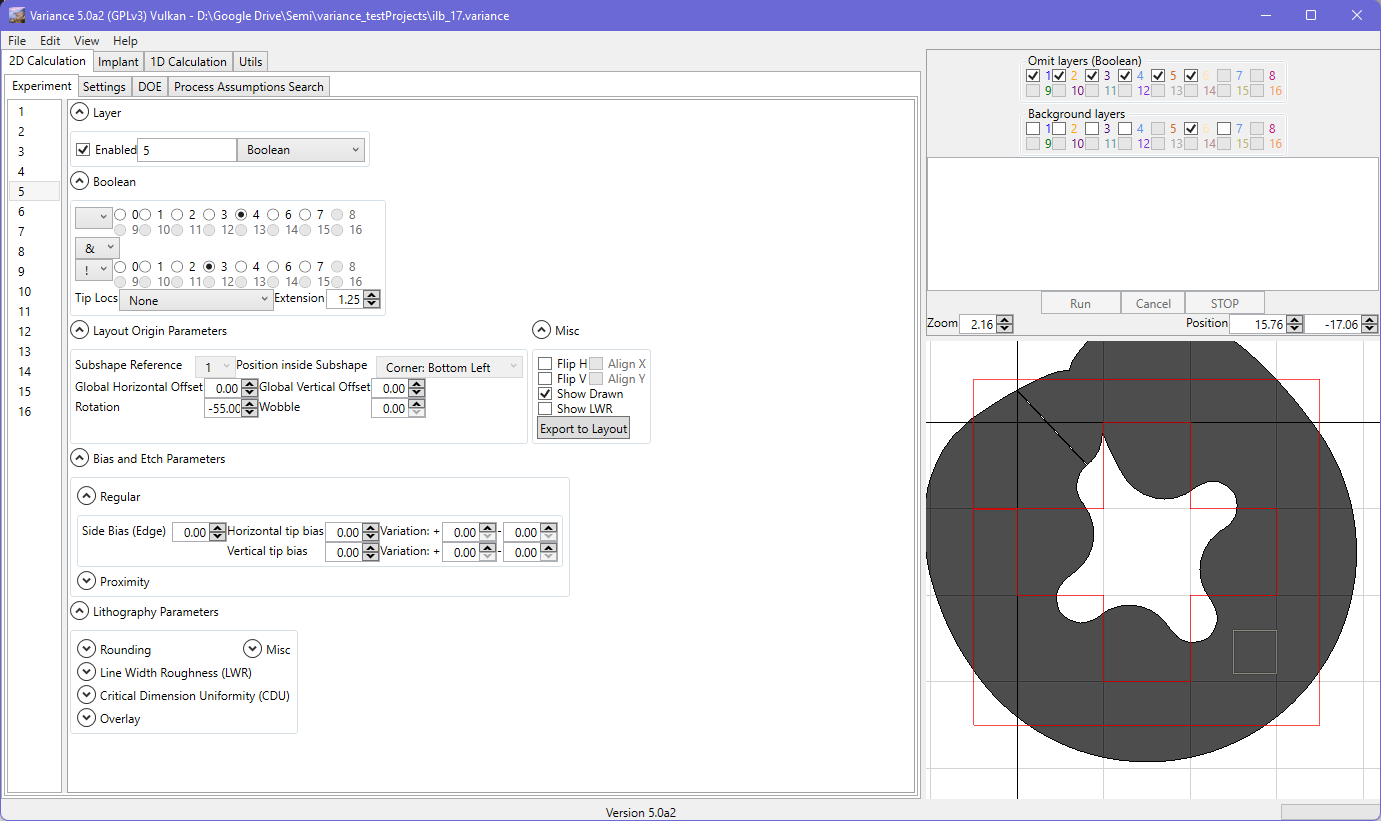 Variance 5.0a2 (GPLv3) Vulkan - D:\Google Drive\Semi\variance_testProjects\ilb_17.variance
File Edit View Help
2D Calculation Implant 1D Calculation Utils
Experiment Settings DOE Process Assumptions Search
1
2
3
4
5
6
7
8
9
10
11
12
13
14
15
16
Layer
Enabled 5 Boolean
Boolean
0 1 2 3 4 6 7 8
9 10 11 12 13 14 15 16
&
! 0 1 2 3 4 6 7 8
9 10 11 12 13 14 15 16
Tip Locs None Extension 1.25
Layout Origin Parameters
Subshape Reference 1 Position inside Subshape Corner: Bottom Left
Global Horizontal Offset 0.00 Global Vertical Offset 0.00
Rotation -55.00 Wobble 0.00
Misc
Flip H Align X
Flip V Align Y
Show Drawn
Show LWR
Export to Layout
Bias and Etch Parameters
Regular
Side Bias (Edge) 0.00 Horizontal tip bias 0.00 Variation: + 0.00 - 0.00
Vertical tip bias 0.00 Variation: + 0.00 - 0.00
Proximity
Lithography Parameters
Rounding Misc
Line Width Roughness (LWR)
Critical Dimension Uniformity (CDU)
Overlay
Omit layers (Boolean)
1 2 3 4 5 6 7 8
9 10 11 12 13 14 15 16
Background layers
1 2 3 4 5 6 7 8
9 10 11 12 13 14 15 16
Run Cancel STOP
Zoom 2.16 Position 15.76 -17.06
Version 5.0a2